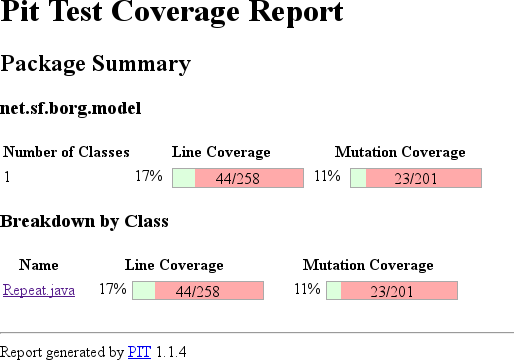 Pit Test Coverage Report
Package Summary
net.sf.borg.model
Number of Classes Line Coverage Mutation Coverage
1 17% 44/258 11% 23/201
Breakdown by Class
Name Line Coverage Mutation Coverage
Repeat.java 17% 44/258 11% 23/201
Report generated by PIT 1.1.4